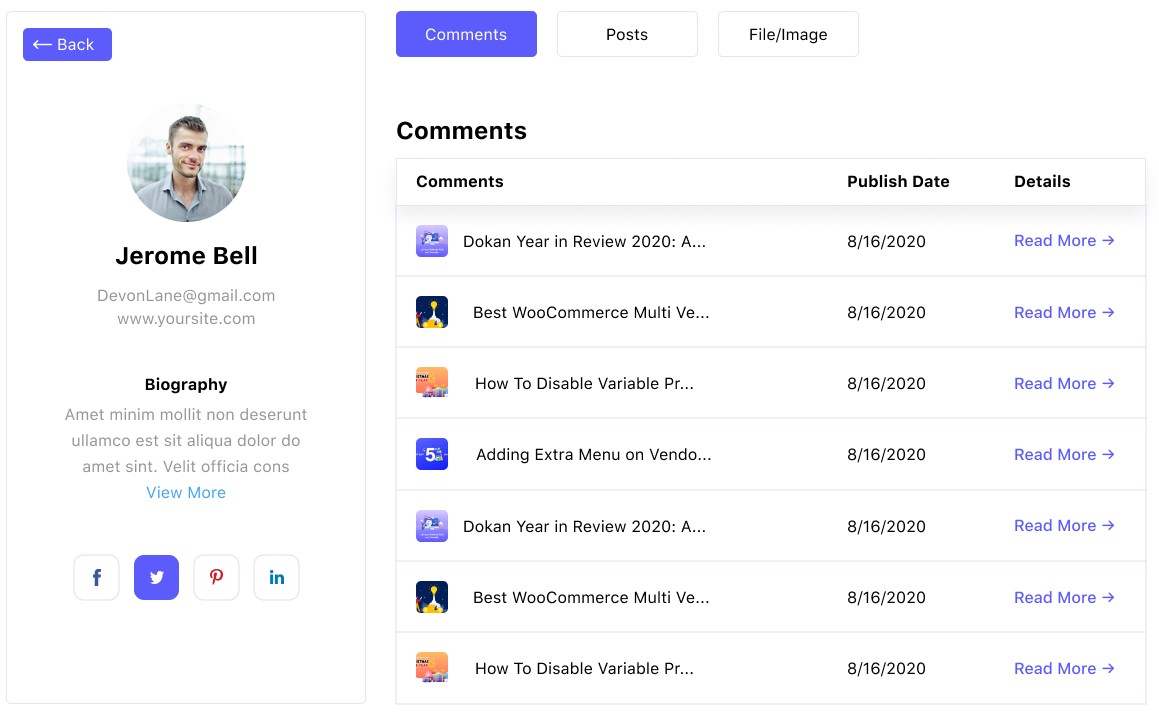 ← Back
Jerome Bell
DevonLane@gmail.com
www.yoursite.com
Biography
Amet minim mollit non deserunt
ullamco est sit aliqua dolor do
amet sint. Velit officia cons
View More
f
in
Comments Posts File/Image
Comments
Comments Publish Date Details
Dokan Year in Review 2020: A... 8/16/2020 Read More →
Best WooCommerce Multi Ve... 8/16/2020 Read More →
How To Disable Variable Pr... 8/16/2020 Read More →
5 Adding Extra Menu on Vendo... 8/16/2020 Read More →
Dokan Year in Review 2020: A... 8/16/2020 Read More →
Best WooCommerce Multi Ve... 8/16/2020 Read More →
How To Disable Variable Pr... 8/16/2020 Read More →